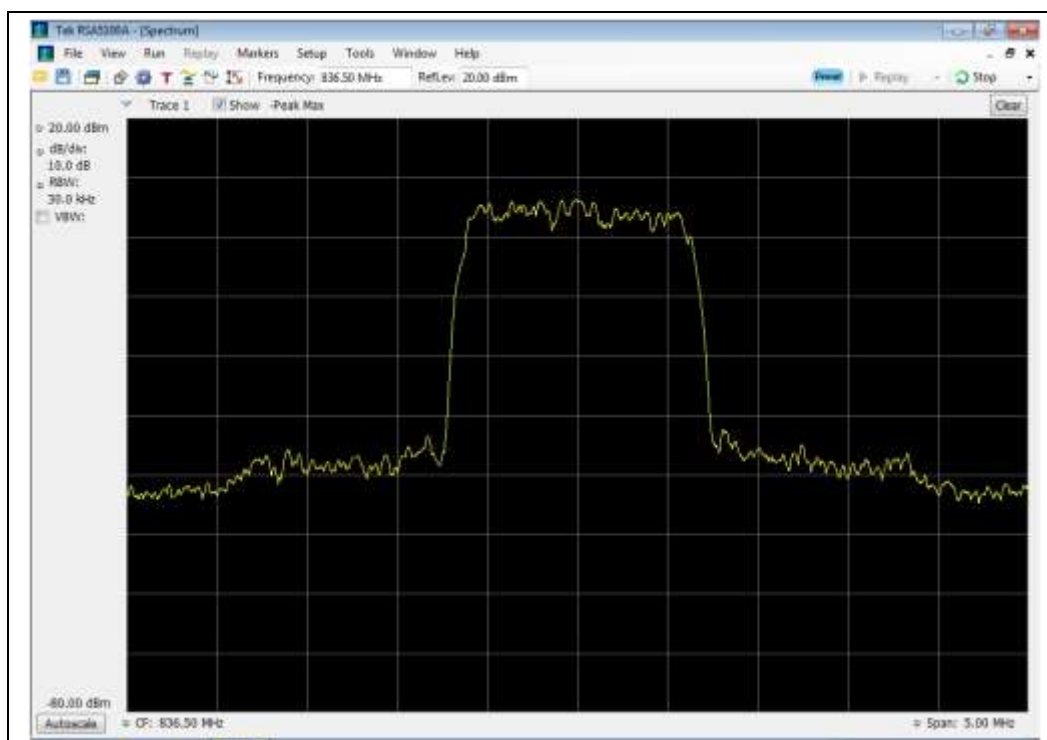 Tek RSA5100A - [Spectrum]
File View Run Replay Markers Setup Tools Window Help
Frequency: 836.50 MHz RefLev: 20.00 dBm Preset Replay Stop
Trace 1 Show -Peak Max Clear
20.00 dBm
dB/div:
10.0 dB
RBW:
30.0 kHz
VBW:
-80.00 dBm
Autoscale CF: 836.50 MHz Span: 5.00 MHz